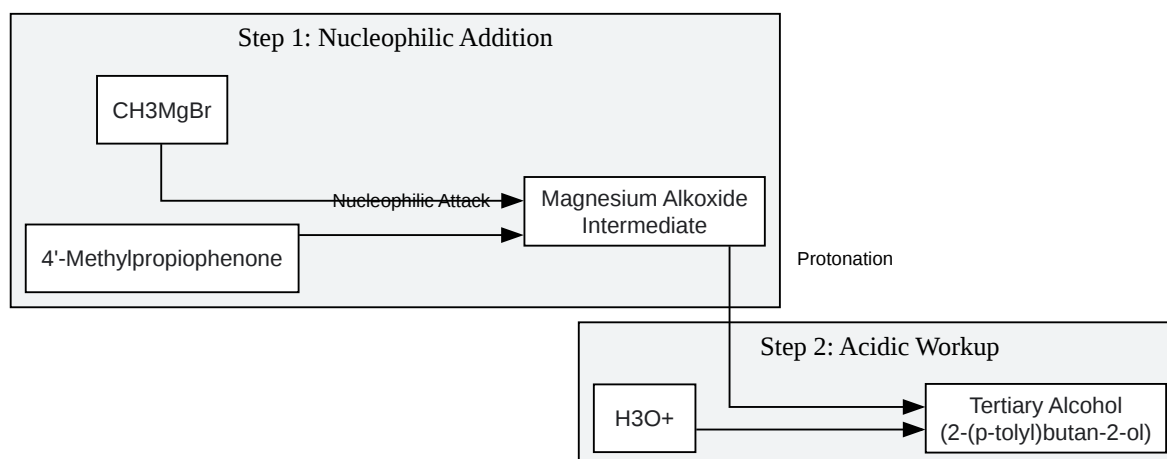 Step 1: Nucleophilic Addition
CH3MgBr
Nucleophilic Attack
Magnesium Alkoxide
Intermediate
4'-Methylpropiophenone
Protonation
Step 2: Acidic Workup
H3O+
Tertiary Alcohol
(2-(p-tolyl)butan-2-ol)